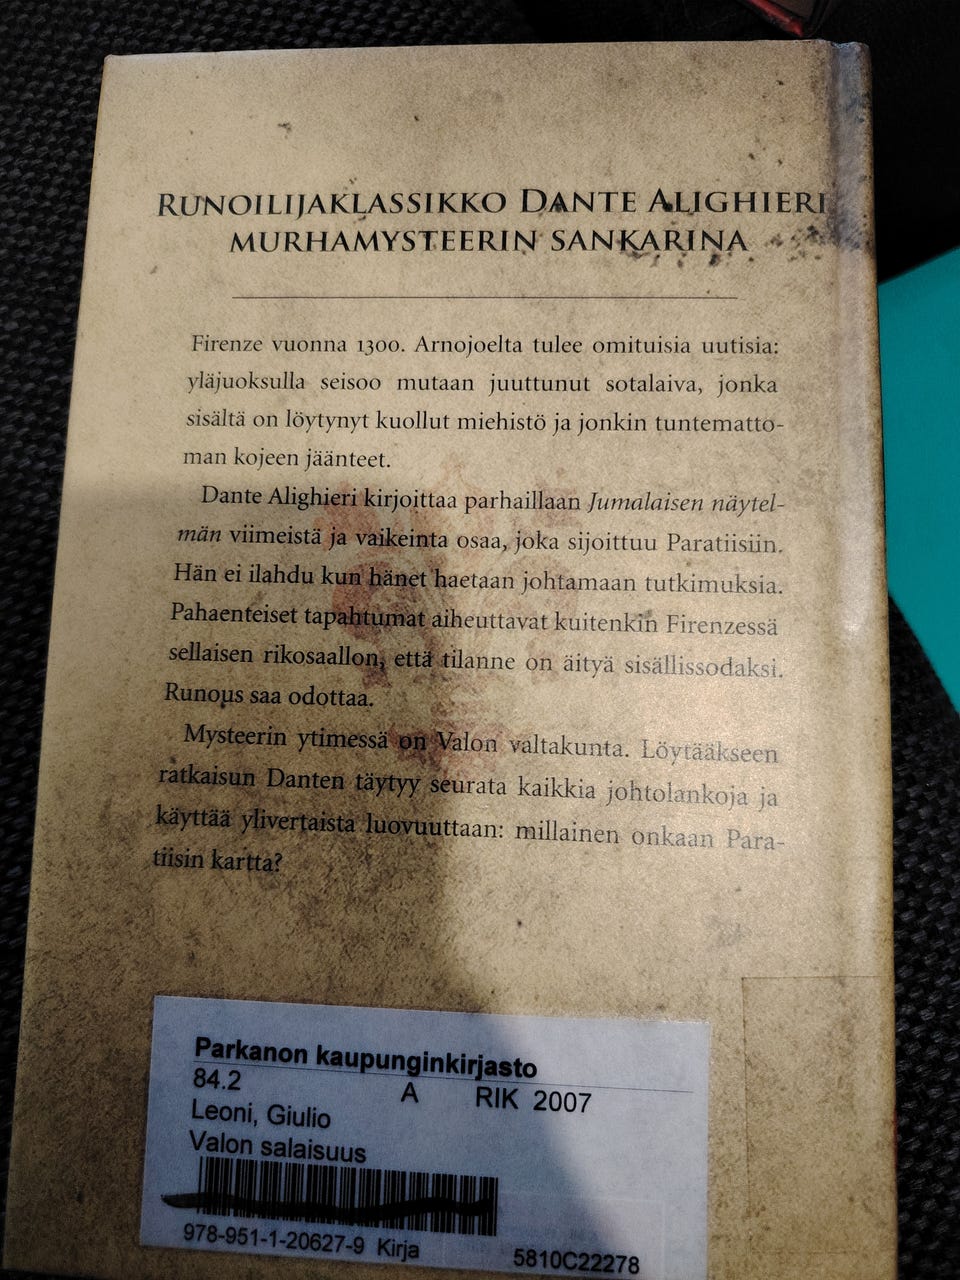 RUNOILIJAKLASSIKKO DANTE ALIGHIERI
MURHAMYSTEERIN SANKARINA
Firenze vuonna 1300. Arnojoelta tulee omituisia uutisia:
yläjuoksulla seisoo mutaan juuttunut sotalaiva, jonka
sisältä on löytynyt kuollut miehistö ja jonkin tuntematto-
man kojeen jäänteet.
Dante Alighieri kirjoittaa parhaillaan Jumalaisen näytel-
män viimeistä ja vaikeinta osaa, joka sijoittuu Paratiisiin.
Hän ei ilahdu kun hänet haetaan johtamaan tutkimuksia.
Pahaenteiset tapahtumat aiheuttavat kuitenkin Firenzessä
sellaisen rikosaallon, että tilanne on äityä sisällissodaksi.
Runous saa odottaa.
Mysteerin ytimessä on Valon valtakunta. Löytääkseen
ratkaisun Danten täytyy seurata kaikkia johtolankoja ja
käyttää ylivertaista luovuuttaan: millainen onkaan Para-
tiisin kartta?
Parkanon kaupunginkirjasto
84.2 A RIK 2007
Leoni, Giulio
Valon salaisuus
978-951-1-20627-9 Kirja 5810C22278